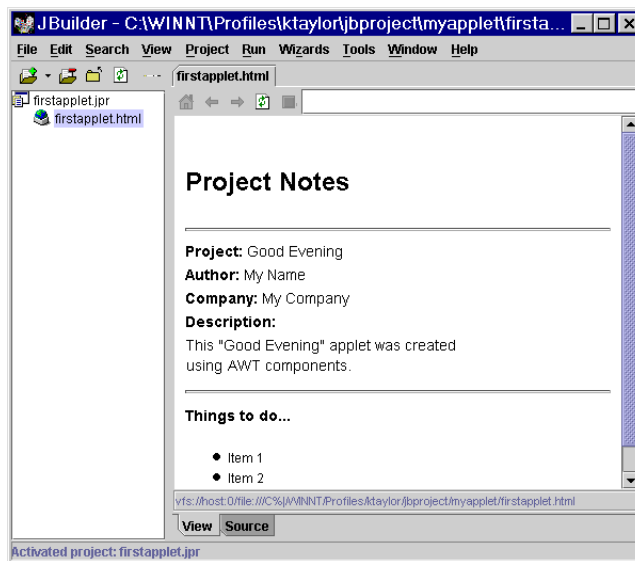 JBuilder - C:\WINNT\Profiles\ktaylor\jbproject\myapplet\firsta...
File Edit Search View Project Run Wizards Tools Window Help
firstapplet.html
firstapplet.jpr
firstapplet.html
Project Notes
Project: Good Evening
Author: My Name
Company: My Company
Description:
This "Good Evening" applet was created
using AWT components.
Things to do...
Item 1
Item 2
vfs://host:0/file:///C%|/WINNT/Profiles/ktaylor/jbproject/myapplet/firstapplet.html
View Source
Activated project: firstapplet.jpr